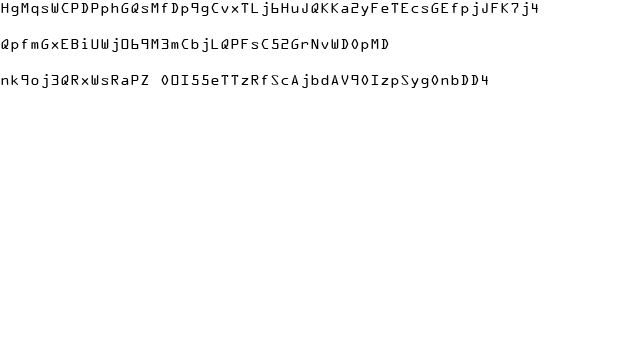 HgMqsWCPDPphGQsMfDp9gCvxTLj6HuJQKKa2yFeTEcsGEfpjJFK7j4
QpfmGxEBiUWjO69M3mCbjLQPFsC52GrNvWD0pMD
nk9oj3QRxWsRaPZ 0OI55eTTzRfScAjbdAV90IzpSyg0nbDD4